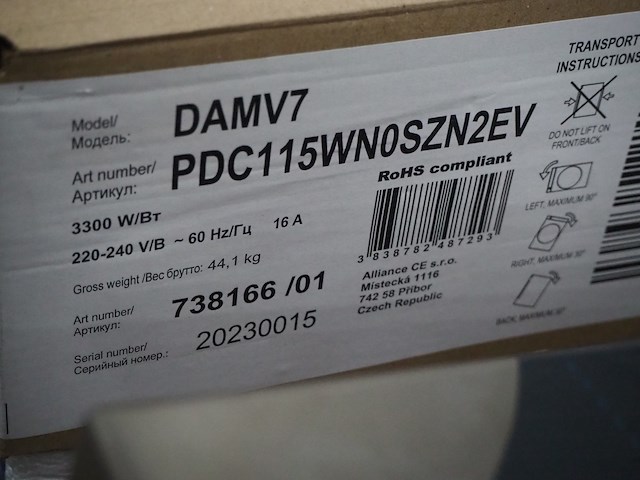 Model/
Модель:
DAMV7
Art number/
Артикул:
PDC115WN0SZN2EV
3300 W/Вт
RoHS compliant
220-240 V/В ~ 60 Hz/Гц 16 A
Gross weight /Вес брутто: 44,1 kg
3 838782 487293
Art number/
Артикул:
738166 /01
Alliance CE s.r.o.
Místecká 1116
742 58 Příbor
Czech Republic
Serial number/
Серийный номер.:
20230015
TRANSPORT
INSTRUCTIONS
DO NOT LIFT ON
FRONT/BACK
LEFT, MAXIMUM 90°
RIGHT, MAXIMUM 30°
BACK, MAXIMUM 30°